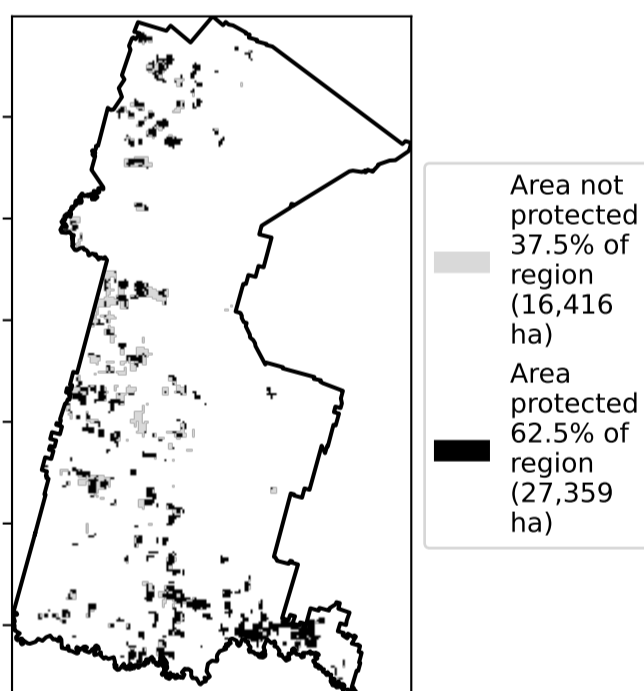 Area not
protected
37.5% of
region
(16,416
ha)
Area
protected
62.5% of
region
(27,359
ha)